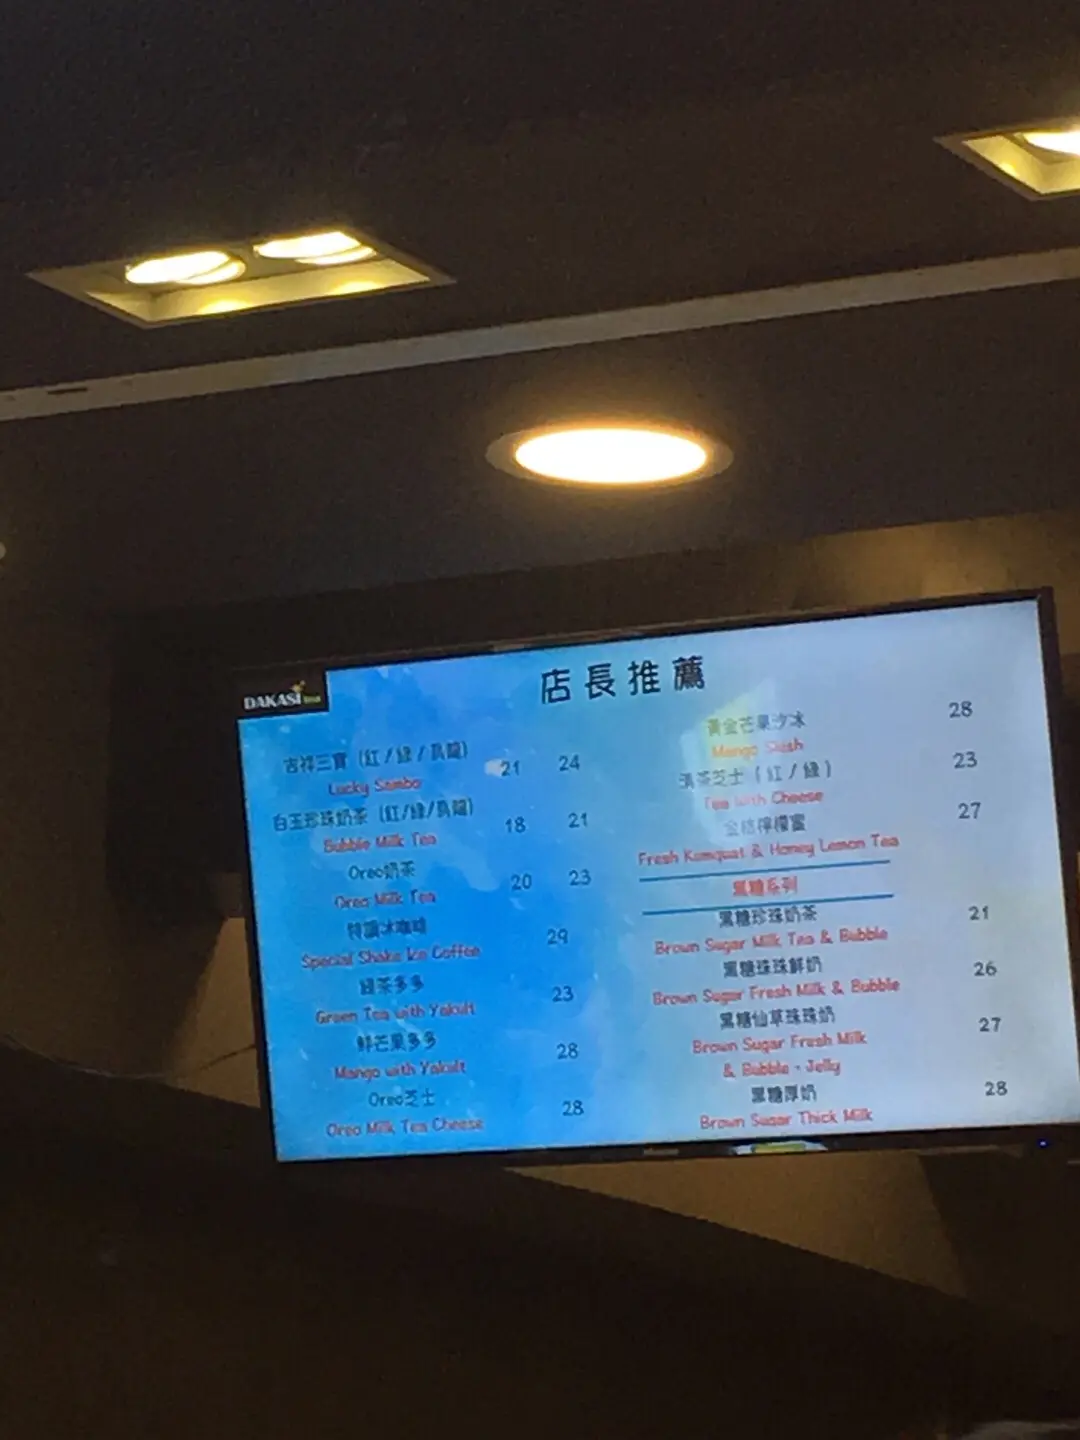 DAKASI
店長推薦
吉祥三寶 (紅/綠/烏龍) 21 24
Lucky Sambo
白玉珍珠奶茶 (紅/綠/烏龍) 18 21
Bubble Milk Tea
Oreo奶茶 20 23
Oreo Milk Tea
特調冰咖啡 29
Special Shake Ice Coffee
綠茶多多 23
Green Tea with Yakult
鮮芒果多多 28
Mango with Yakult
Oreo芝士 28
Oreo Milk Tea Cheese
黃金芒果沙冰 28
Mango Slush
清茶芝士 (紅/綠) 23
Tea with Cheese
金桔檸檬蜜 27
Fresh Kumquat & Honey Lemon Tea
黑糖系列
黑糖珍珠奶茶 21
Brown Sugar Milk Tea & Bubble
黑糖珠珠鮮奶 26
Brown Sugar Fresh Milk & Bubble
黑糖仙草珠珠奶 27
Brown Sugar Fresh Milk
& Bubble、Jelly
黑糖厚奶 28
Brown Sugar Thick Milk